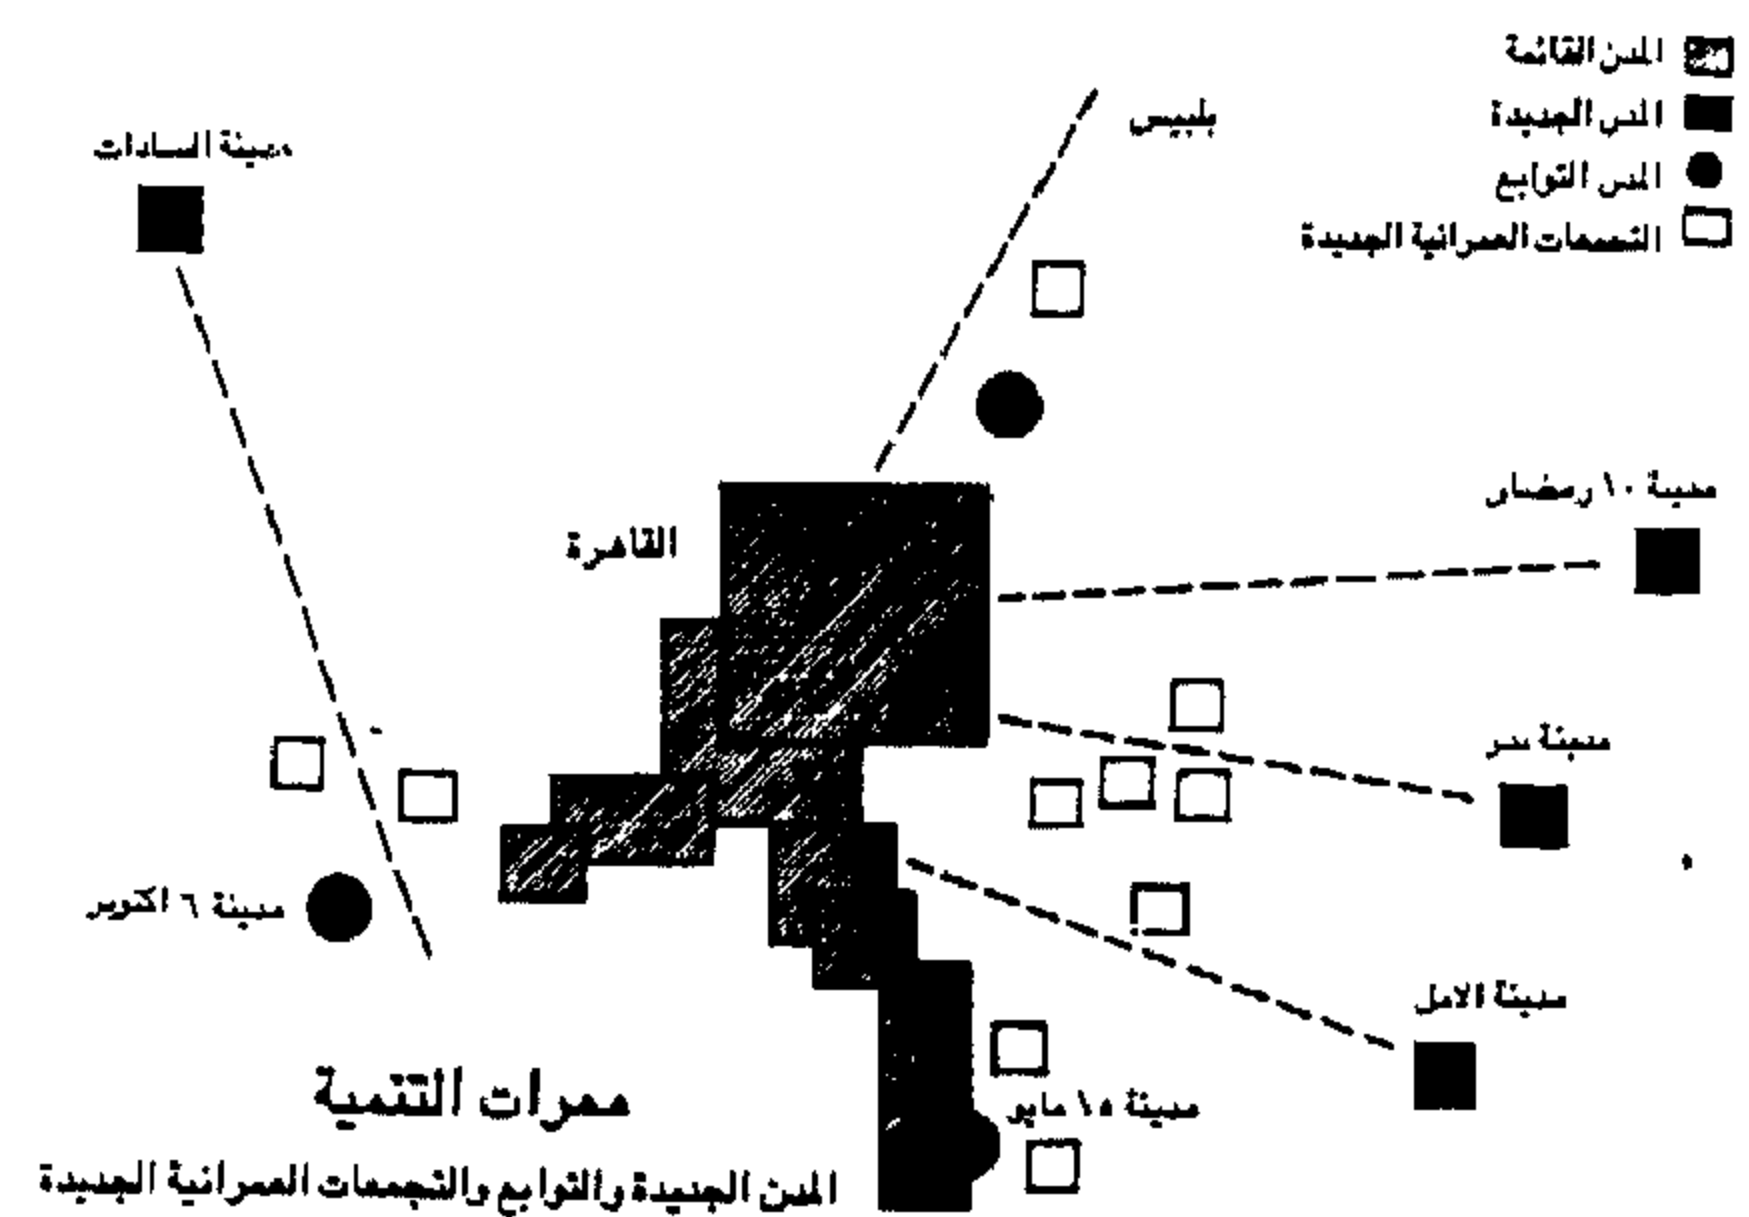 المدن القائمة
المدن الجديدة
المدن التوابع
التجمعات العمرانية الجديدة
بلبيس
مدينة السادات
مدينة ١٠ رمضان
القاهرة
مدينة بدر
مدينة ٦ اكتوبر
مدينة الامل
مدينة ١٥ مايو
ممرات التنمية
المدن الجديدة والتوابع والتجمعات العمرانية الجديدة